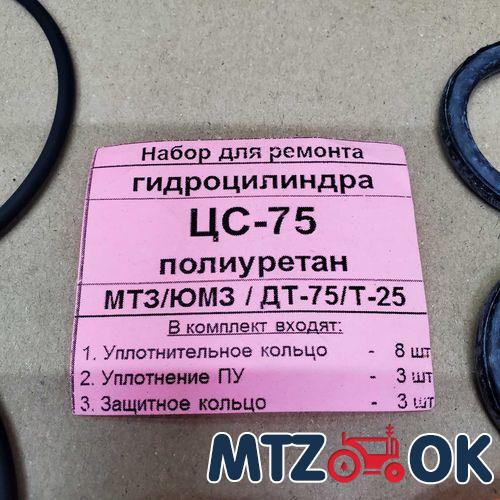 Набор для ремонта
гидроцилиндра
ЦС-75
полиуретан
МТЗ/ЮМЗ / ДТ-75/Т-25
В комплект входят:
1. Уплотнительное кольцо - 8 шт
2. Уплотнение ПУ - 3 шт
3. Защитное кольцо - 3 шт
MTZ OK